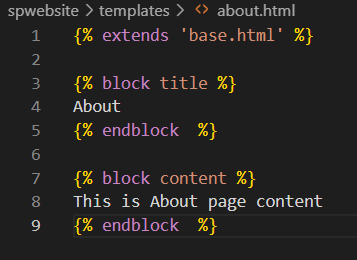 spwebsite > templates > <> about.html
1 {% extends 'base.html' %}
2
3 {% block title %}
4 About
5 {% endblock  %}
6
7 {% block content %}
8 This is About page content
9 {% endblock  %}